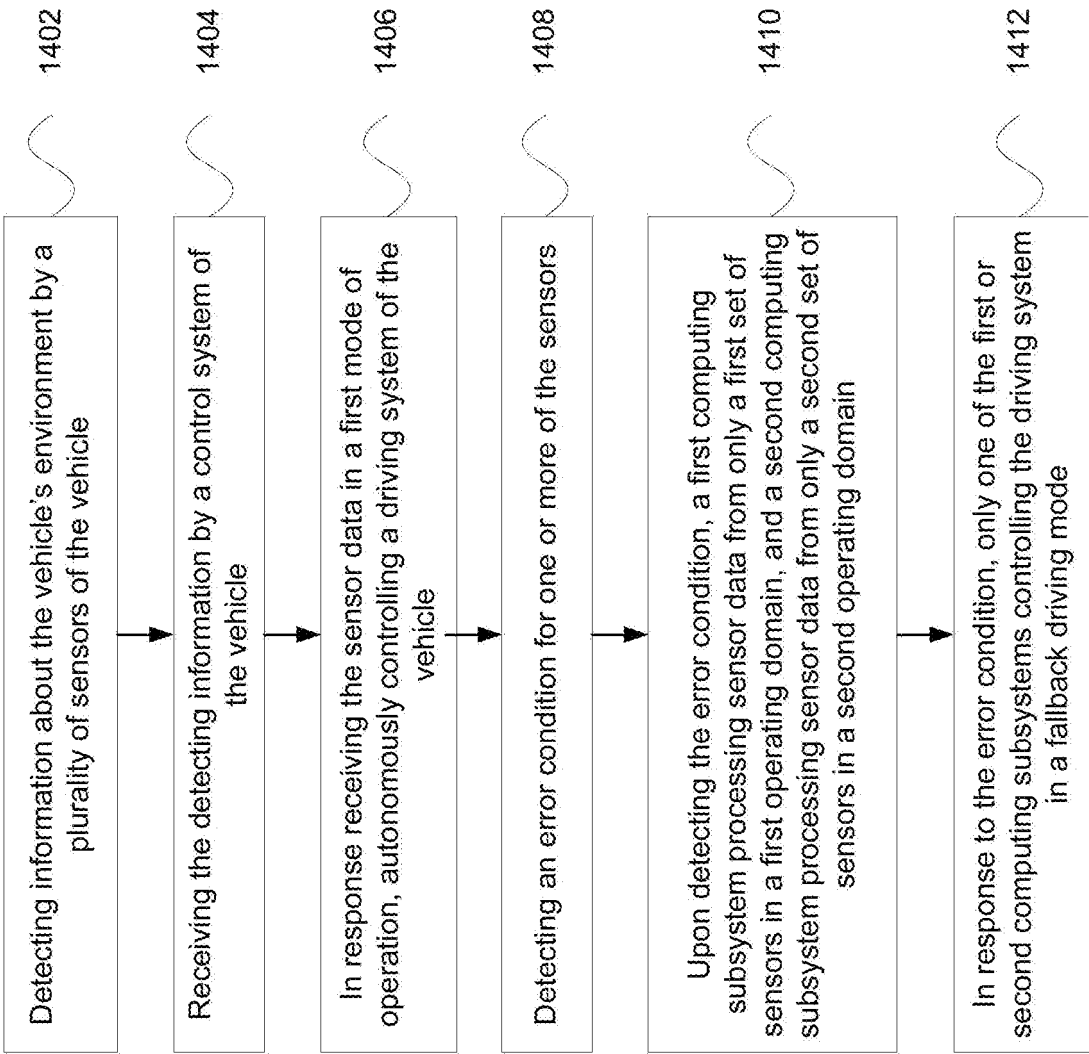 Detecting information about the vehicle's environment by a
plurality of sensors of the vehicle
1402
Receiving the detecting information by a control system of
the vehicle
1404
In response receiving the sensor data in a first mode of
operation, autonomously controlling a driving system of the
vehicle
1406
Detecting an error condition for one or more of the sensors
1408
Upon detecting the error condition, a first computing
subsystem processing sensor data from only a first set of
sensors in a first operating domain, and a second computing
subsystem processing sensor data from only a second set of
sensors in a second operating domain
1410
In response to the error condition, only one of the first or
second computing subsystems controlling the driving system
in a fallback driving mode
1412